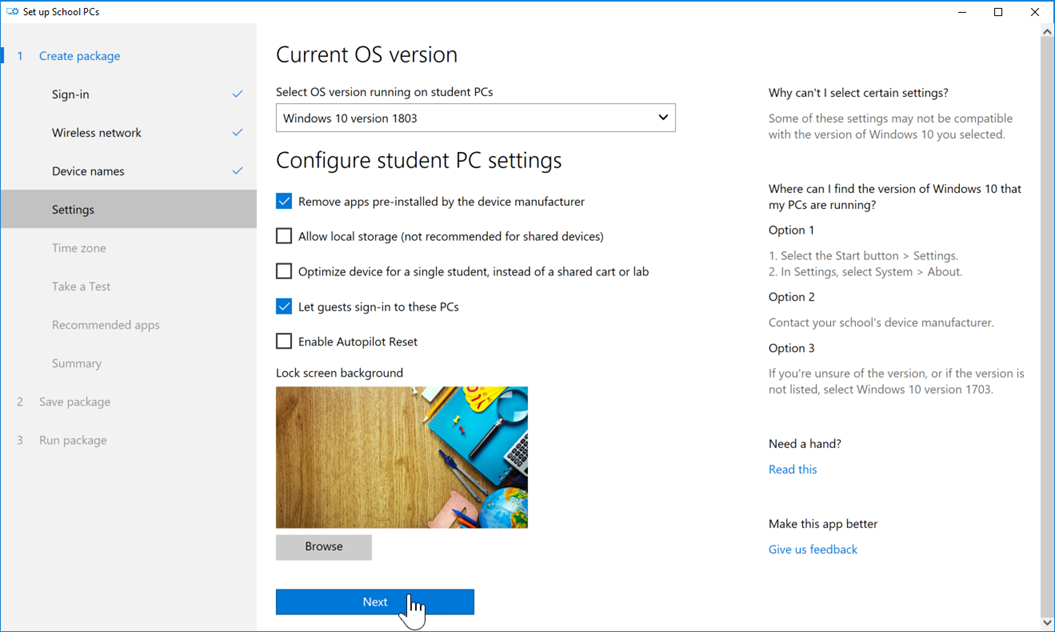 Set up School PCs
1 Create package
Sign-in
Wireless network
Device names
Settings
Time zone
Take a Test
Recommended apps
Summary
2 Save package
3 Run package
Current OS version
Select OS version running on student PCs
Windows 10 version 1803
Configure student PC settings
Remove apps pre-installed by the device manufacturer
Allow local storage (not recommended for shared devices)
Optimize device for a single student, instead of a shared cart or lab
Let guests sign-in to these PCs
Enable Autopilot Reset
Lock screen background
Browse
Next
Why can't I select certain settings?
Some of these settings may not be compatible
with the version of Windows 10 you selected.
Where can I find the version of Windows 10 that
my PCs are running?
Option 1
1. Select the Start button > Settings.
2. In Settings, select System > About.
Option 2
Contact your school's device manufacturer.
Option 3
If you're unsure of the version, or if the version is
not listed, select Windows 10 version 1703.
Need a hand?
Read this
Make this app better
Give us feedback